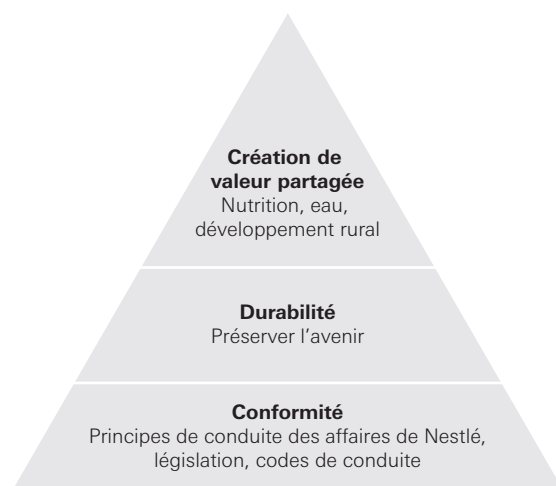 Création de
valeur partagée
Nutrition, eau,
développement rural
Durabilité
Préserver l’avenir
Conformité
Principes de conduite des affaires de Nestlé,
législation, codes de conduite